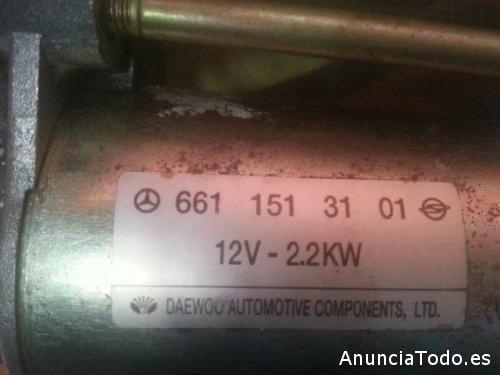 661 151 31 01
12V - 2.2KW
DAEWOO AUTOMOTIVE COMPONENTS, LTD.
AnunciaTodo.es